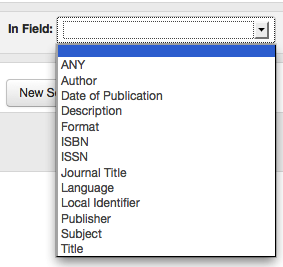 In Field:
ANY
Author
Date of Publication
New
Description
Format
ISBN
ISSN
Journal Title
Language
Local Identifier
Publisher
Subject
Title